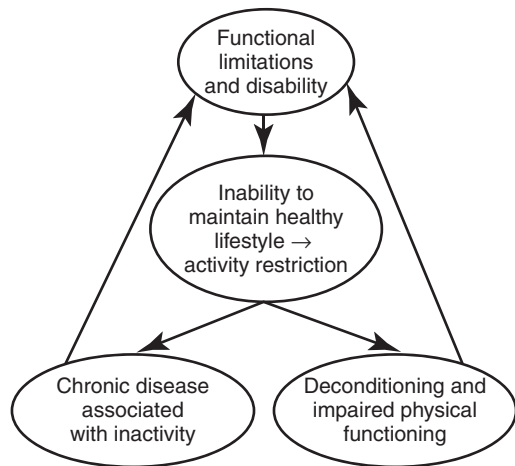 Functional
limitations
and disability
Inability to
maintain healthy
lifestyle →
activity restriction
Chronic disease
associated
with inactivity
Deconditioning and
impaired physical
functioning